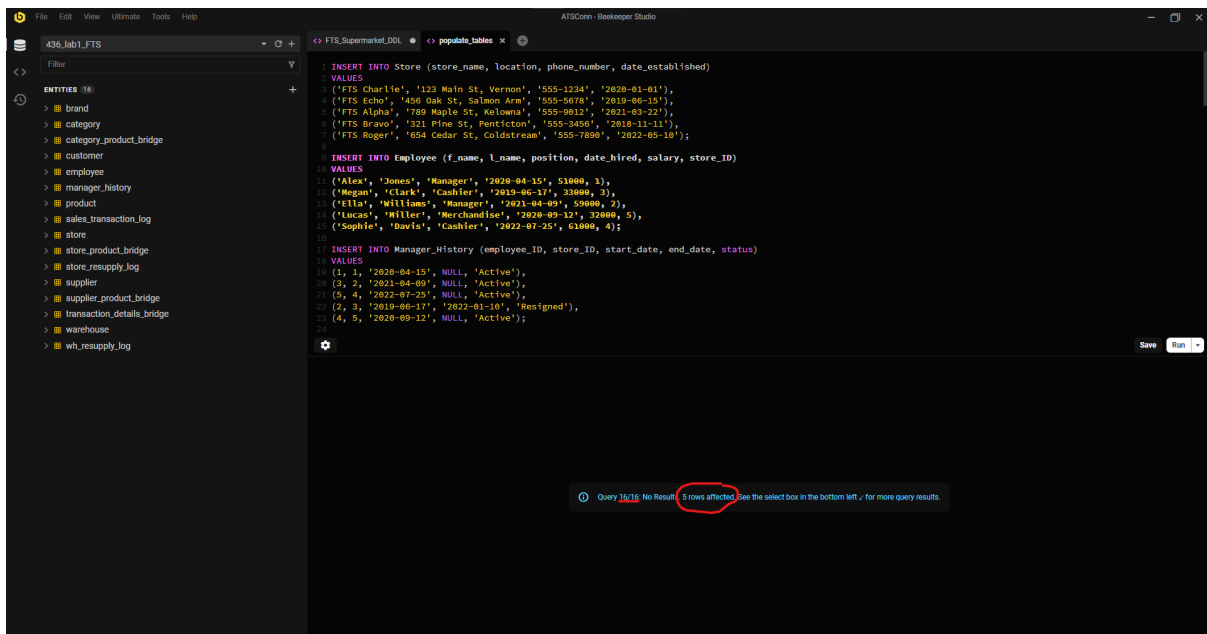 File Edit View Ultimate Tools Help
ATSConn - Beekeeper Studio
436_lab1_FTS
Filter
ENTITIES 16
brand
category
category_product_bridge
customer
employee
manager_history
product
sales_transaction_log
store
store_product_bridge
store_resupply_log
supplier
supplier_product_bridge
transaction_details_bridge
warehouse
wh_resupply_log
FTS_Supermarket_DDL populate_tables
1 INSERT INTO Store (store_name, location, phone_number, date_established)
2 VALUES
3 ('FTS Charlie', '123 Main St, Vernon', '555-1234', '2020-01-01'),
4 ('FTS Echo', '456 Oak St, Salmon Arm', '555-5678', '2019-06-15'),
5 ('FTS Alpha', '789 Maple St, Kelowna', '555-9012', '2021-03-22'),
6 ('FTS Bravo', '321 Pine St, Penticton', '555-3456', '2018-11-11'),
7 ('FTS Roger', '654 Cedar St, Coldstream', '555-7890', '2022-05-10');
8
9 INSERT INTO Employee (f_name, l_name, position, date_hired, salary, store_ID)
10 VALUES
11 ('Alex', 'Jones', 'Manager', '2020-04-15', 51000, 1),
12 ('Megan', 'Clark', 'Cashier', '2019-06-17', 33000, 3),
13 ('Ella', 'Williams', 'Manager', '2021-04-09', 59000, 2),
14 ('Lucas', 'Miller', 'Merchandise', '2020-09-12', 32000, 5),
15 ('Sophie', 'Davis', 'Cashier', '2022-07-25', 61000, 4);
16
17 INSERT INTO Manager_History (employee_ID, store_ID, start_date, end_date, status)
18 VALUES
19 (1, 1, '2020-04-15', NULL, 'Active'),
20 (3, 2, '2021-04-09', NULL, 'Active'),
21 (5, 4, '2022-07-25', NULL, 'Active'),
22 (2, 3, '2019-06-17', '2022-01-10', 'Resigned'),
23 (4, 5, '2020-09-12', NULL, 'Active');
24
Save Run
Query 16/16: No Results. 5 rows affected. See the select box in the bottom left ↙ for more query results.